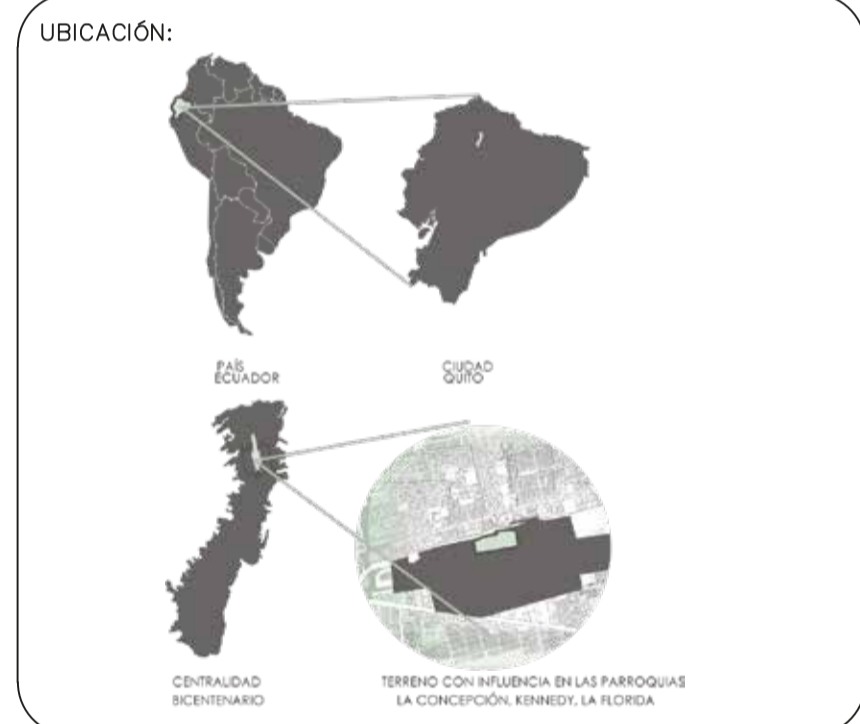 UBICACIÓN:
PAÍS
ECUADOR
CIUDAD
QUITO
CENTRALIDAD
BICENTENARIO
TERRENO CON INFLUENCIA EN LAS PARROQUIAS
LA CONCEPCIÓN, KENNEDY, LA FLORIDA